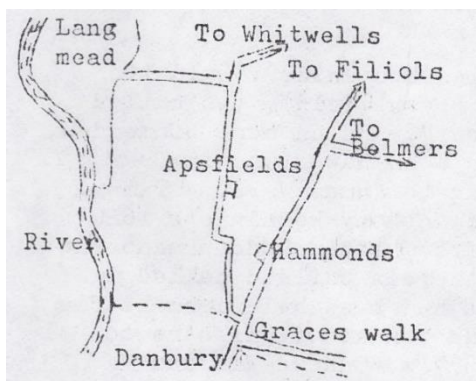 Lang
mead
To Whitwells
To Filiols
To
Belmers
Apsfields
River
Hammonds
Graces walk
Danbury